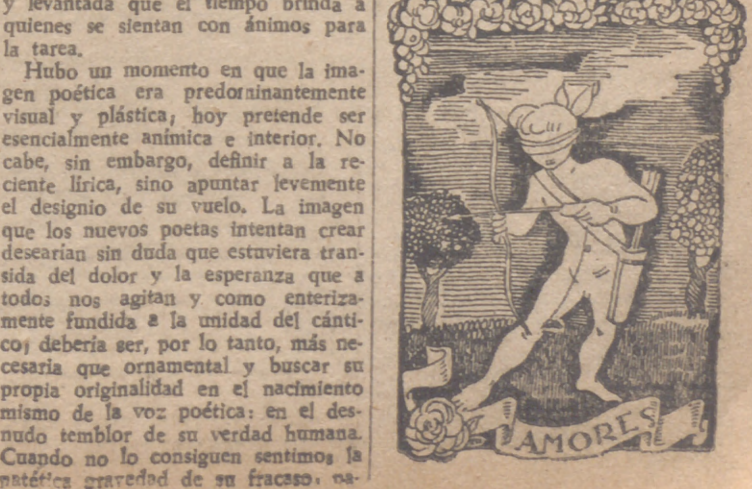 y levantada que el tiempo brinda a
quienes se sientan con ánimos para
la tarea.
Hubo un momento en que la ima-
gen poética era predominantemente
visual y plástica; hoy pretende ser
esencialmente anímica e interior. No
cabe, sin embargo, definir a la re-
ciente lírica, sino apuntar levemente
el designio de su vuelo. La imagen
que los nuevos poetas intentan crear
desearían sin duda que estuviera tran-
sida del dolor y la esperanza que a
todos nos agitan y como enteriza-
mente fundida a la unidad del cánti-
co; debería ser, por lo tanto, más ne-
cesaria que ornamental y buscar su
propia originalidad en el nacimiento
mismo de la voz poética: en el des-
nudo temblor de su verdad humana.
Cuando no lo consiguen sentimos la
patética gravedad de su fracaso, na-
AMORES